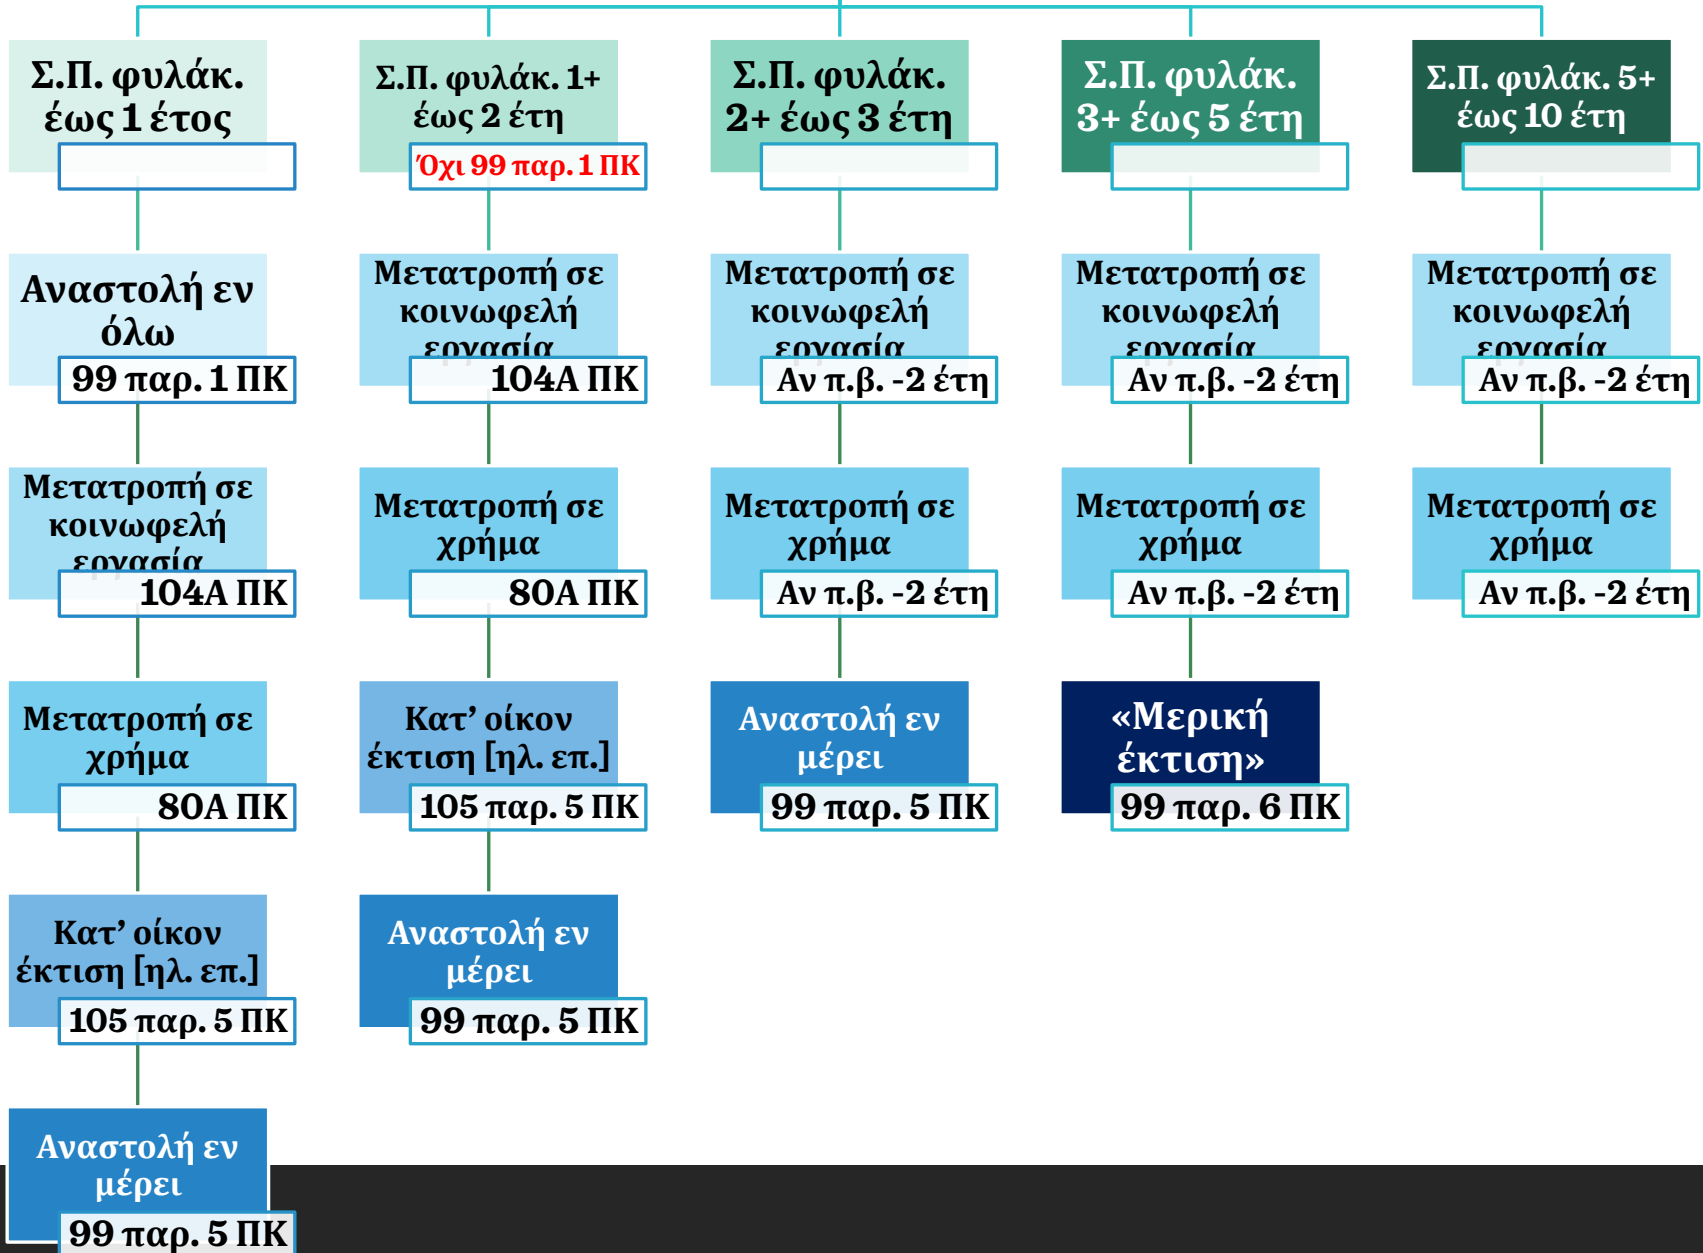 Σ.Π. φυλάκ.
έως 1 έτος
Αναστολή εν
όλω
99 παρ. 1 ΠΚ
Μετατροπή σε
κοινωφελή
εργασία
104Α ΠΚ
Μετατροπή σε
χρήμα
80Α ΠΚ
Κατ’ οίκον
έκτιση [ηλ. επ.]
105 παρ. 5 ΠΚ
Αναστολή εν
μέρει
99 παρ. 5 ΠΚ
Σ.Π. φυλάκ. 1+
έως 2 έτη
Όχι 99 παρ. 1 ΠΚ
Μετατροπή σε
κοινωφελή
εργασία
104Α ΠΚ
Μετατροπή σε
χρήμα
80Α ΠΚ
Κατ’ οίκον
έκτιση [ηλ. επ.]
105 παρ. 5 ΠΚ
Αναστολή εν
μέρει
99 παρ. 5 ΠΚ
Σ.Π. φυλάκ.
2+ έως 3 έτη
Μετατροπή σε
κοινωφελή
εργασία
Αν π.β. -2 έτη
Μετατροπή σε
χρήμα
Αν π.β. -2 έτη
Αναστολή εν
μέρει
99 παρ. 5 ΠΚ
Σ.Π. φυλάκ.
3+ έως 5 έτη
Μετατροπή σε
κοινωφελή
εργασία
Αν π.β. -2 έτη
Μετατροπή σε
χρήμα
Αν π.β. -2 έτη
«Μερική
έκτιση»
99 παρ. 6 ΠΚ
Σ.Π. φυλάκ. 5+
έως 10 έτη
Μετατροπή σε
κοινωφελή
εργασία
Αν π.β. -2 έτη
Μετατροπή σε
χρήμα
Αν π.β. -2 έτη